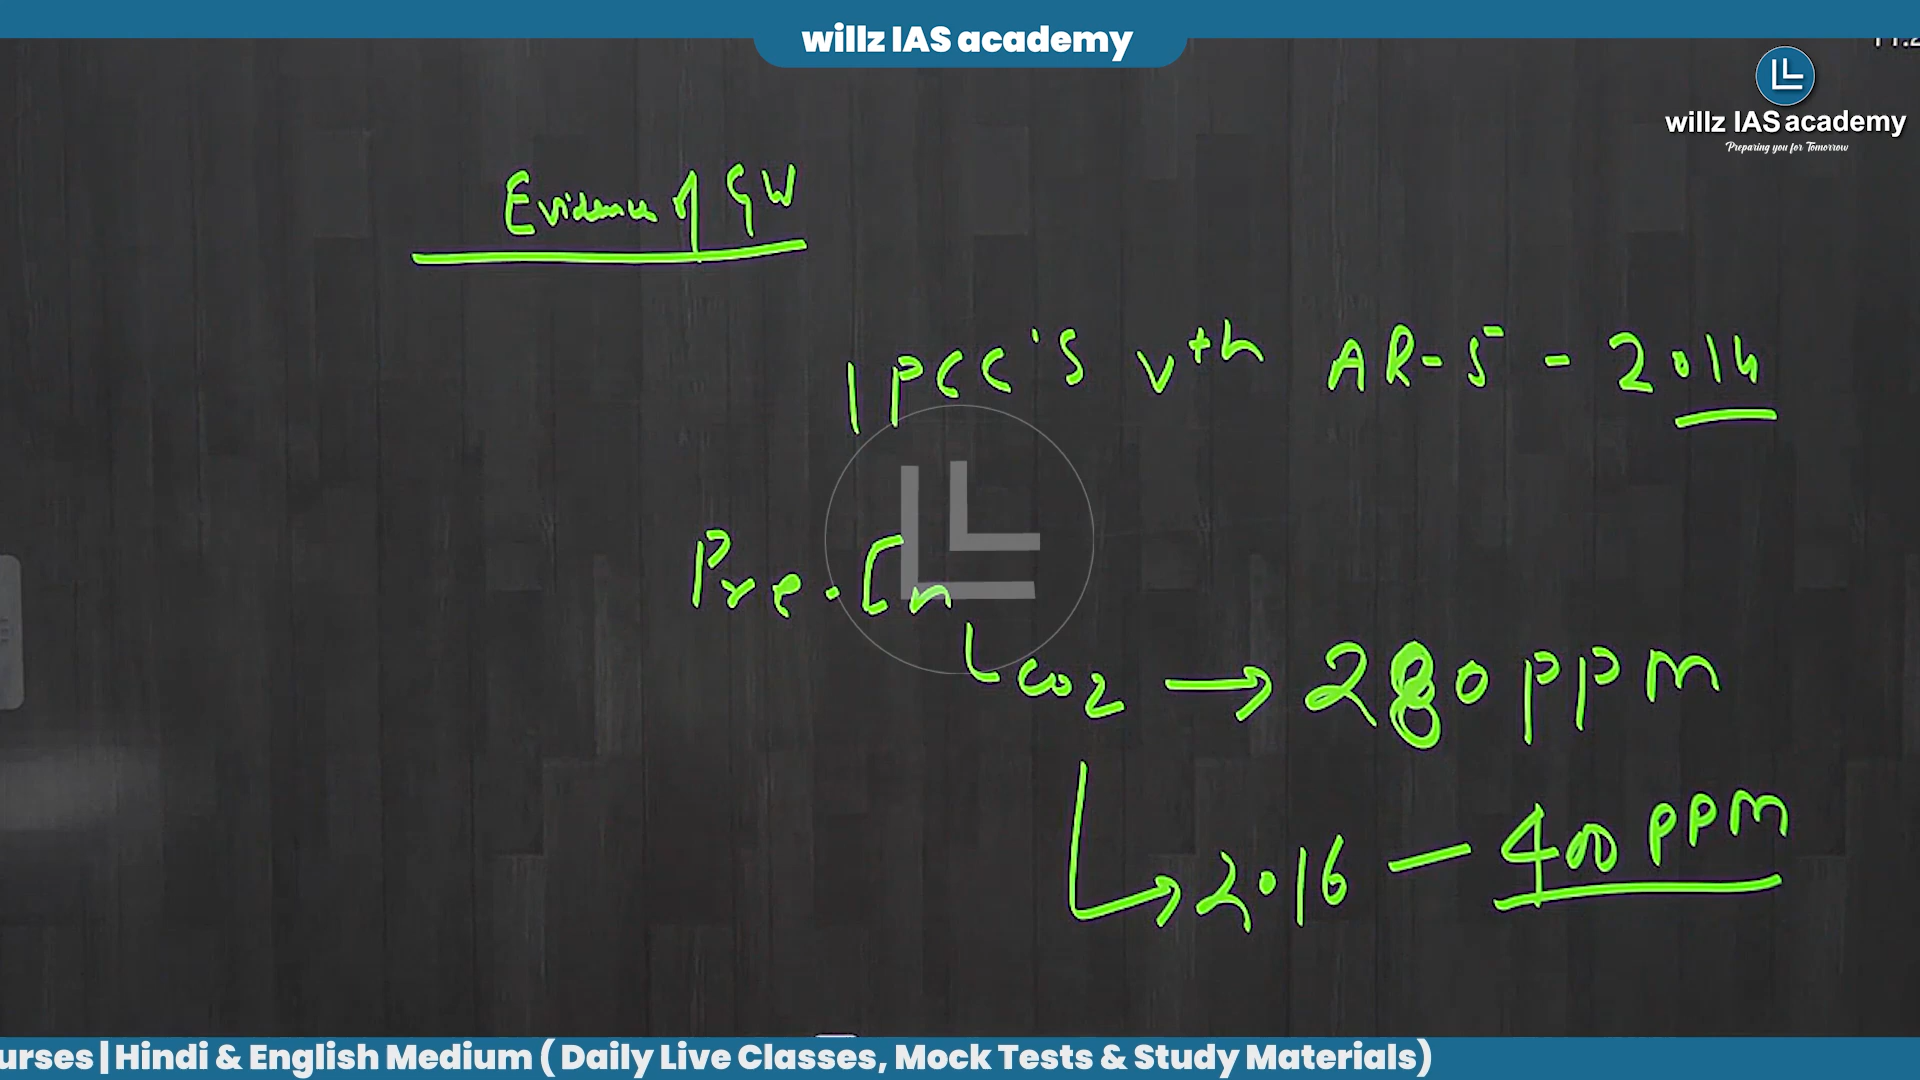 willz IAS academy
willz IAS academy
Preparing you for Tomorrow
Evidence of GW
IPCC'S Vth AR-5 - 2014
Pre-In
CO2 → 280 ppm
→ 2016 — 400 ppm
urses | Hindi & English Medium ( Daily Live Classes, Mock Tests & Study Materials)